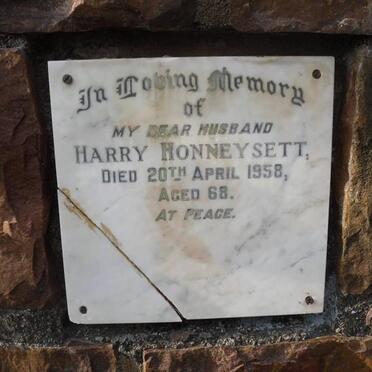 In Loving Memory
of
MY DEAR HUSBAND
HARRY HONNEYSETT,
DIED 20TH APRIL 1958,
AGED 68.
AT PEACE.